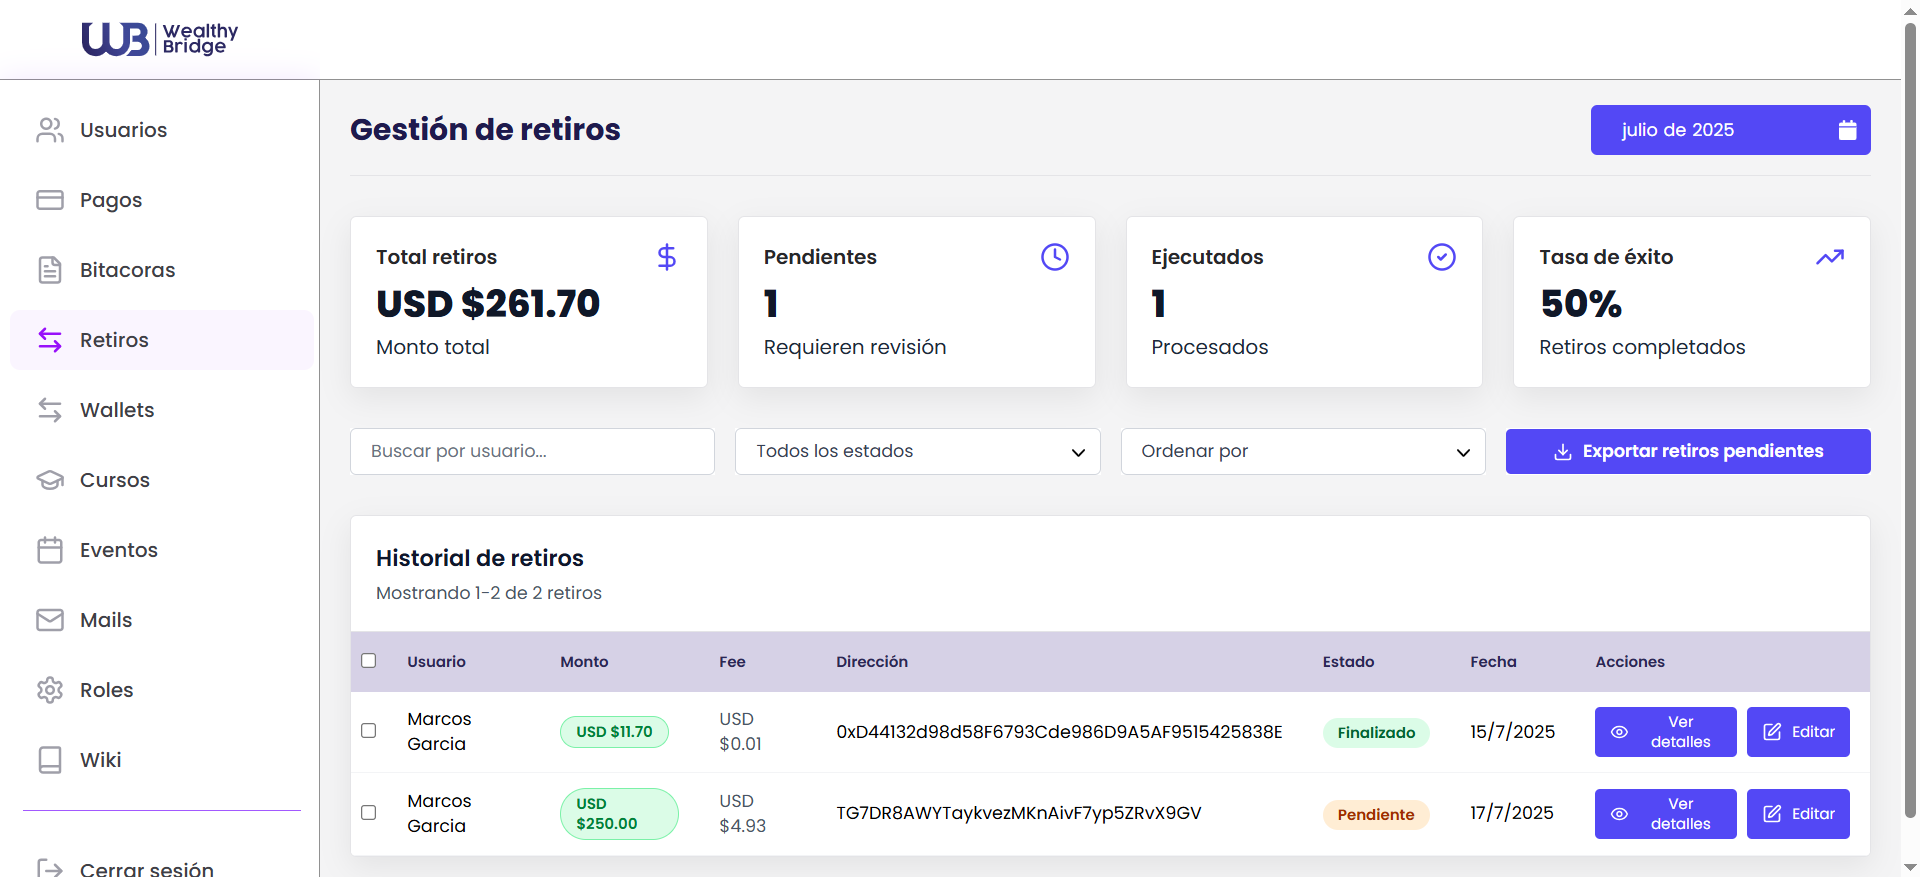 WB Wealthy
Bridge
Usuarios
Pagos
Bitacoras
Retiros
Wallets
Cursos
Eventos
Mails
Roles
Wiki
Cerrar sesión
Gestión de retiros
julio de 2025
Total retiros
USD $261.70
Monto total
Pendientes
1
Requieren revisión
Ejecutados
1
Procesados
Tasa de éxito
50%
Retiros completados
Buscar por usuario...
Todos los estados
Ordenar por
Exportar retiros pendientes
Historial de retiros
Mostrando 1-2 de 2 retiros
Usuario Monto Fee Dirección Estado Fecha Acciones
Marcos
Garcia
USD $11.70
USD
$0.01
0xD44132d98d58F6793Cde986D9A5AF9515425838E
Finalizado
15/7/2025
Ver
detalles
Editar
Marcos
Garcia
USD
$250.00
USD
$4.93
TG7DR8AWYTaykvezMKnAivF7yp5ZRvX9GV
Pendiente
17/7/2025
Ver
detalles
Editar